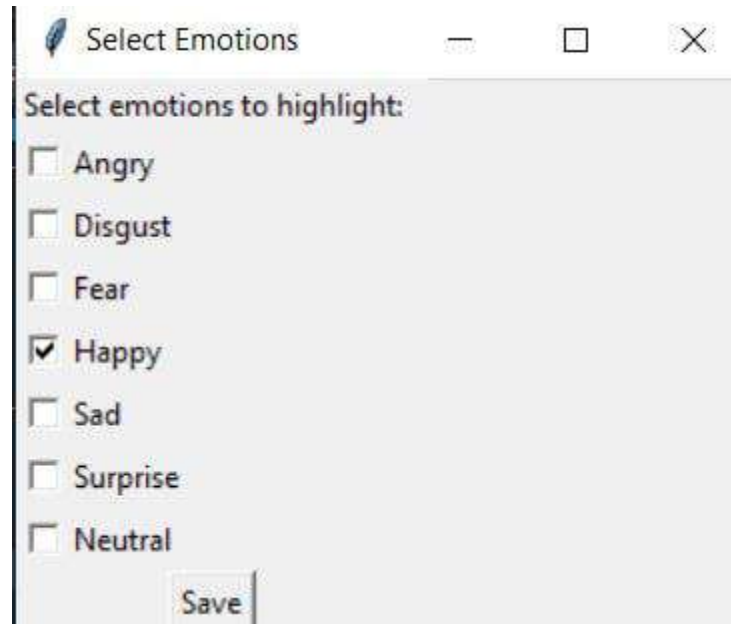 Select Emotions
Select emotions to highlight:
Angry
Disgust
Fear
Happy
Sad
Surprise
Neutral
Save